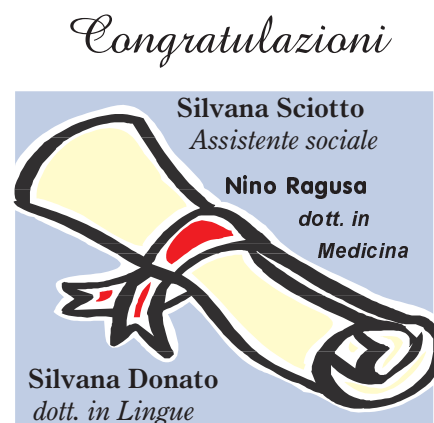 Congratulazioni
Silvana Sciotto
Assistente sociale
Nino Ragusa
dott. in
Medicina
Silvana Donato
dott. in Lingue